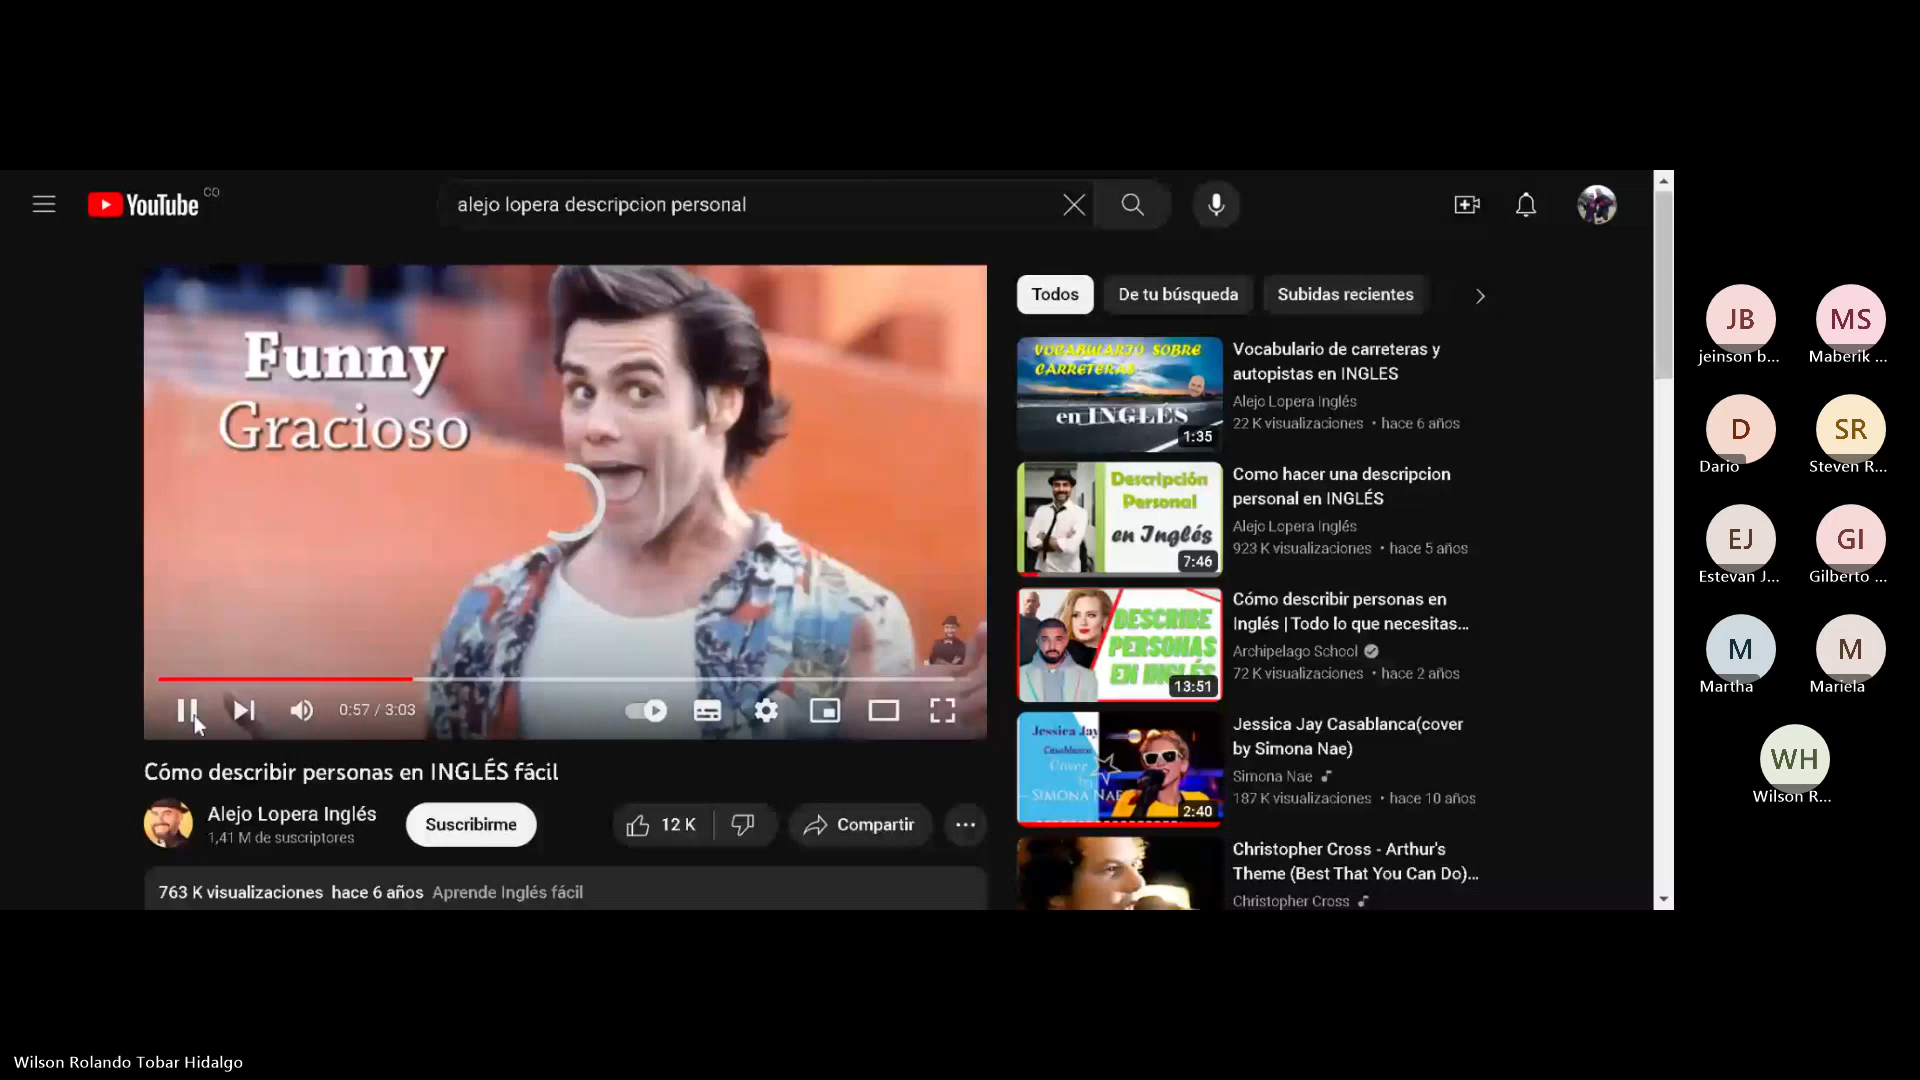 YouTube CO
alejo lopera descripcion personal
Funny
Gracioso
0:57 / 3:03
Cómo describir personas en INGLÉS fácil
Alejo Lopera Inglés
1,41 M de suscriptores
Suscribirme
12 K
Compartir
763 K visualizaciones hace 6 años Aprende Inglés fácil
Todos
De tu búsqueda
Subidas recientes
VOCABULARIO SOBRE
CARRETERAS
en INGLÉS
1:35
Vocabulario de carreteras y
autopistas en INGLES
Alejo Lopera Inglés
22 K visualizaciones • hace 6 años
Descripción
Personal
en Inglés
7:46
Como hacer una descripcion
personal en INGLÉS
Alejo Lopera Inglés
923 K visualizaciones • hace 5 años
DESCRIBE
PERSONAS
EN INGLÉS
13:51
Cómo describir personas en
Inglés | Todo lo que necesitas...
Archipelago School
72 K visualizaciones • hace 2 años
Jessica Jay
Casablanca
Cover
by
SIMONA NAE
2:40
Jessica Jay Casablanca(cover
by Simona Nae)
Simona Nae
187 K visualizaciones • hace 10 años
Christopher Cross - Arthur's
Theme (Best That You Can Do)...
Christopher Cross
JB
jeinson b...
MS
Maberik ...
D
Dario
SR
Steven R...
EJ
Estevan J...
GI
Gilberto ...
M
Martha
M
Mariela
WH
Wilson R...
Wilson Rolando Tobar Hidalgo